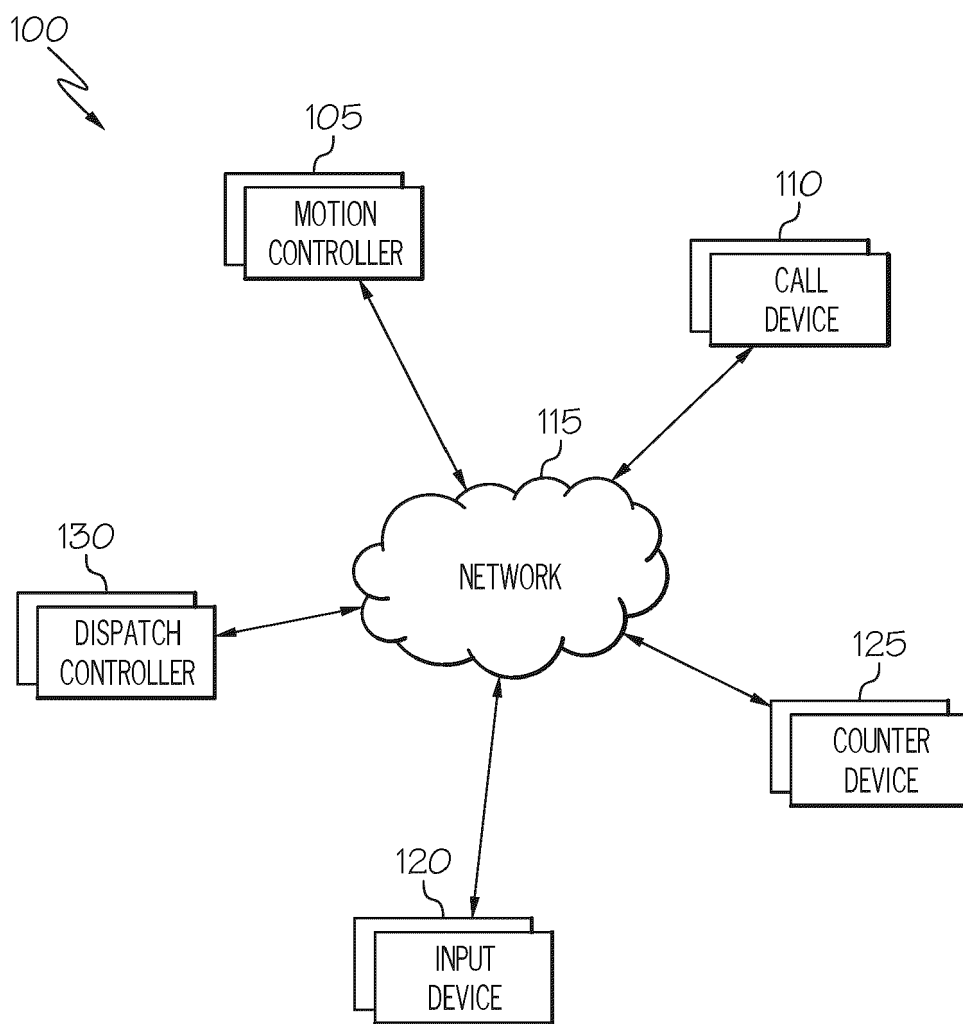 100
105
MOTION
CONTROLLER
110
CALL
DEVICE
115
NETWORK
130
DISPATCH
CONTROLLER
125
COUNTER
DEVICE
120
INPUT
DEVICE